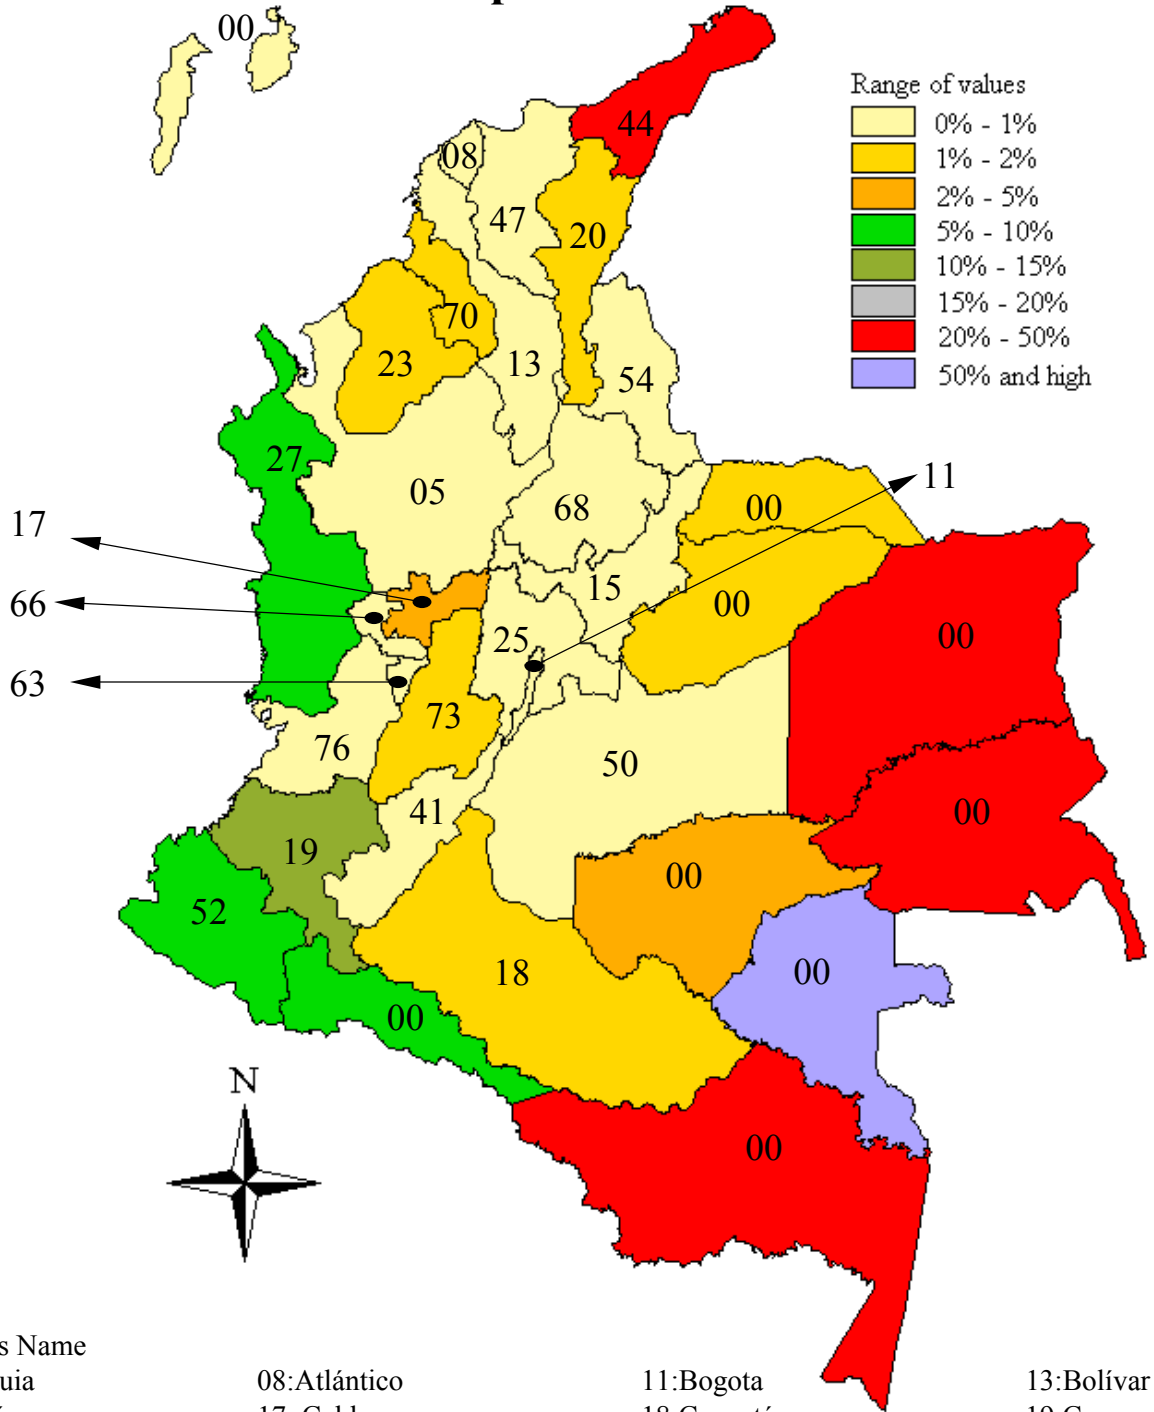 00
Range of values
0% - 1%
1% - 2%
2% - 5%
5% - 10%
10% - 15%
15% - 20%
20% - 50%
50% and high
44
08
47
20
70
23
13
54
27
05
68
00
11
17
66
63
15
00
25
00
73
76
50
41
00
19
00
52
18
00
00
N
00
s Name
uia 08:Atlántico 11:Bogota 13:Bolívar